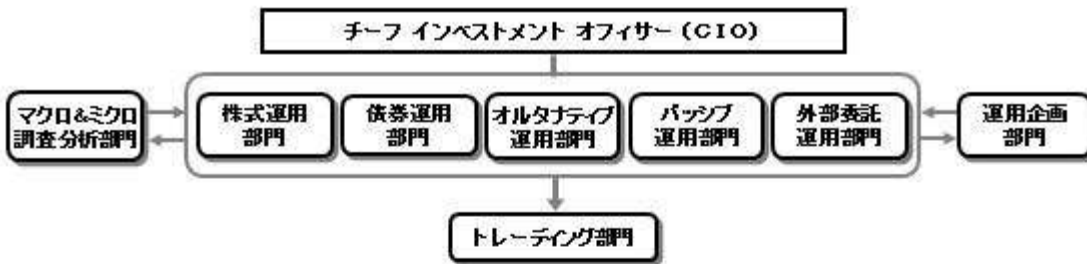 チーフ インベストメント オフィサー (CIO)
マクロ&ミクロ
調査分析部門
株式運用
部門
債券運用
部門
オルタナティブ
運用部門
パッシブ
運用部門
外部委託
運用部門
運用企画
部門
トレーディング部門